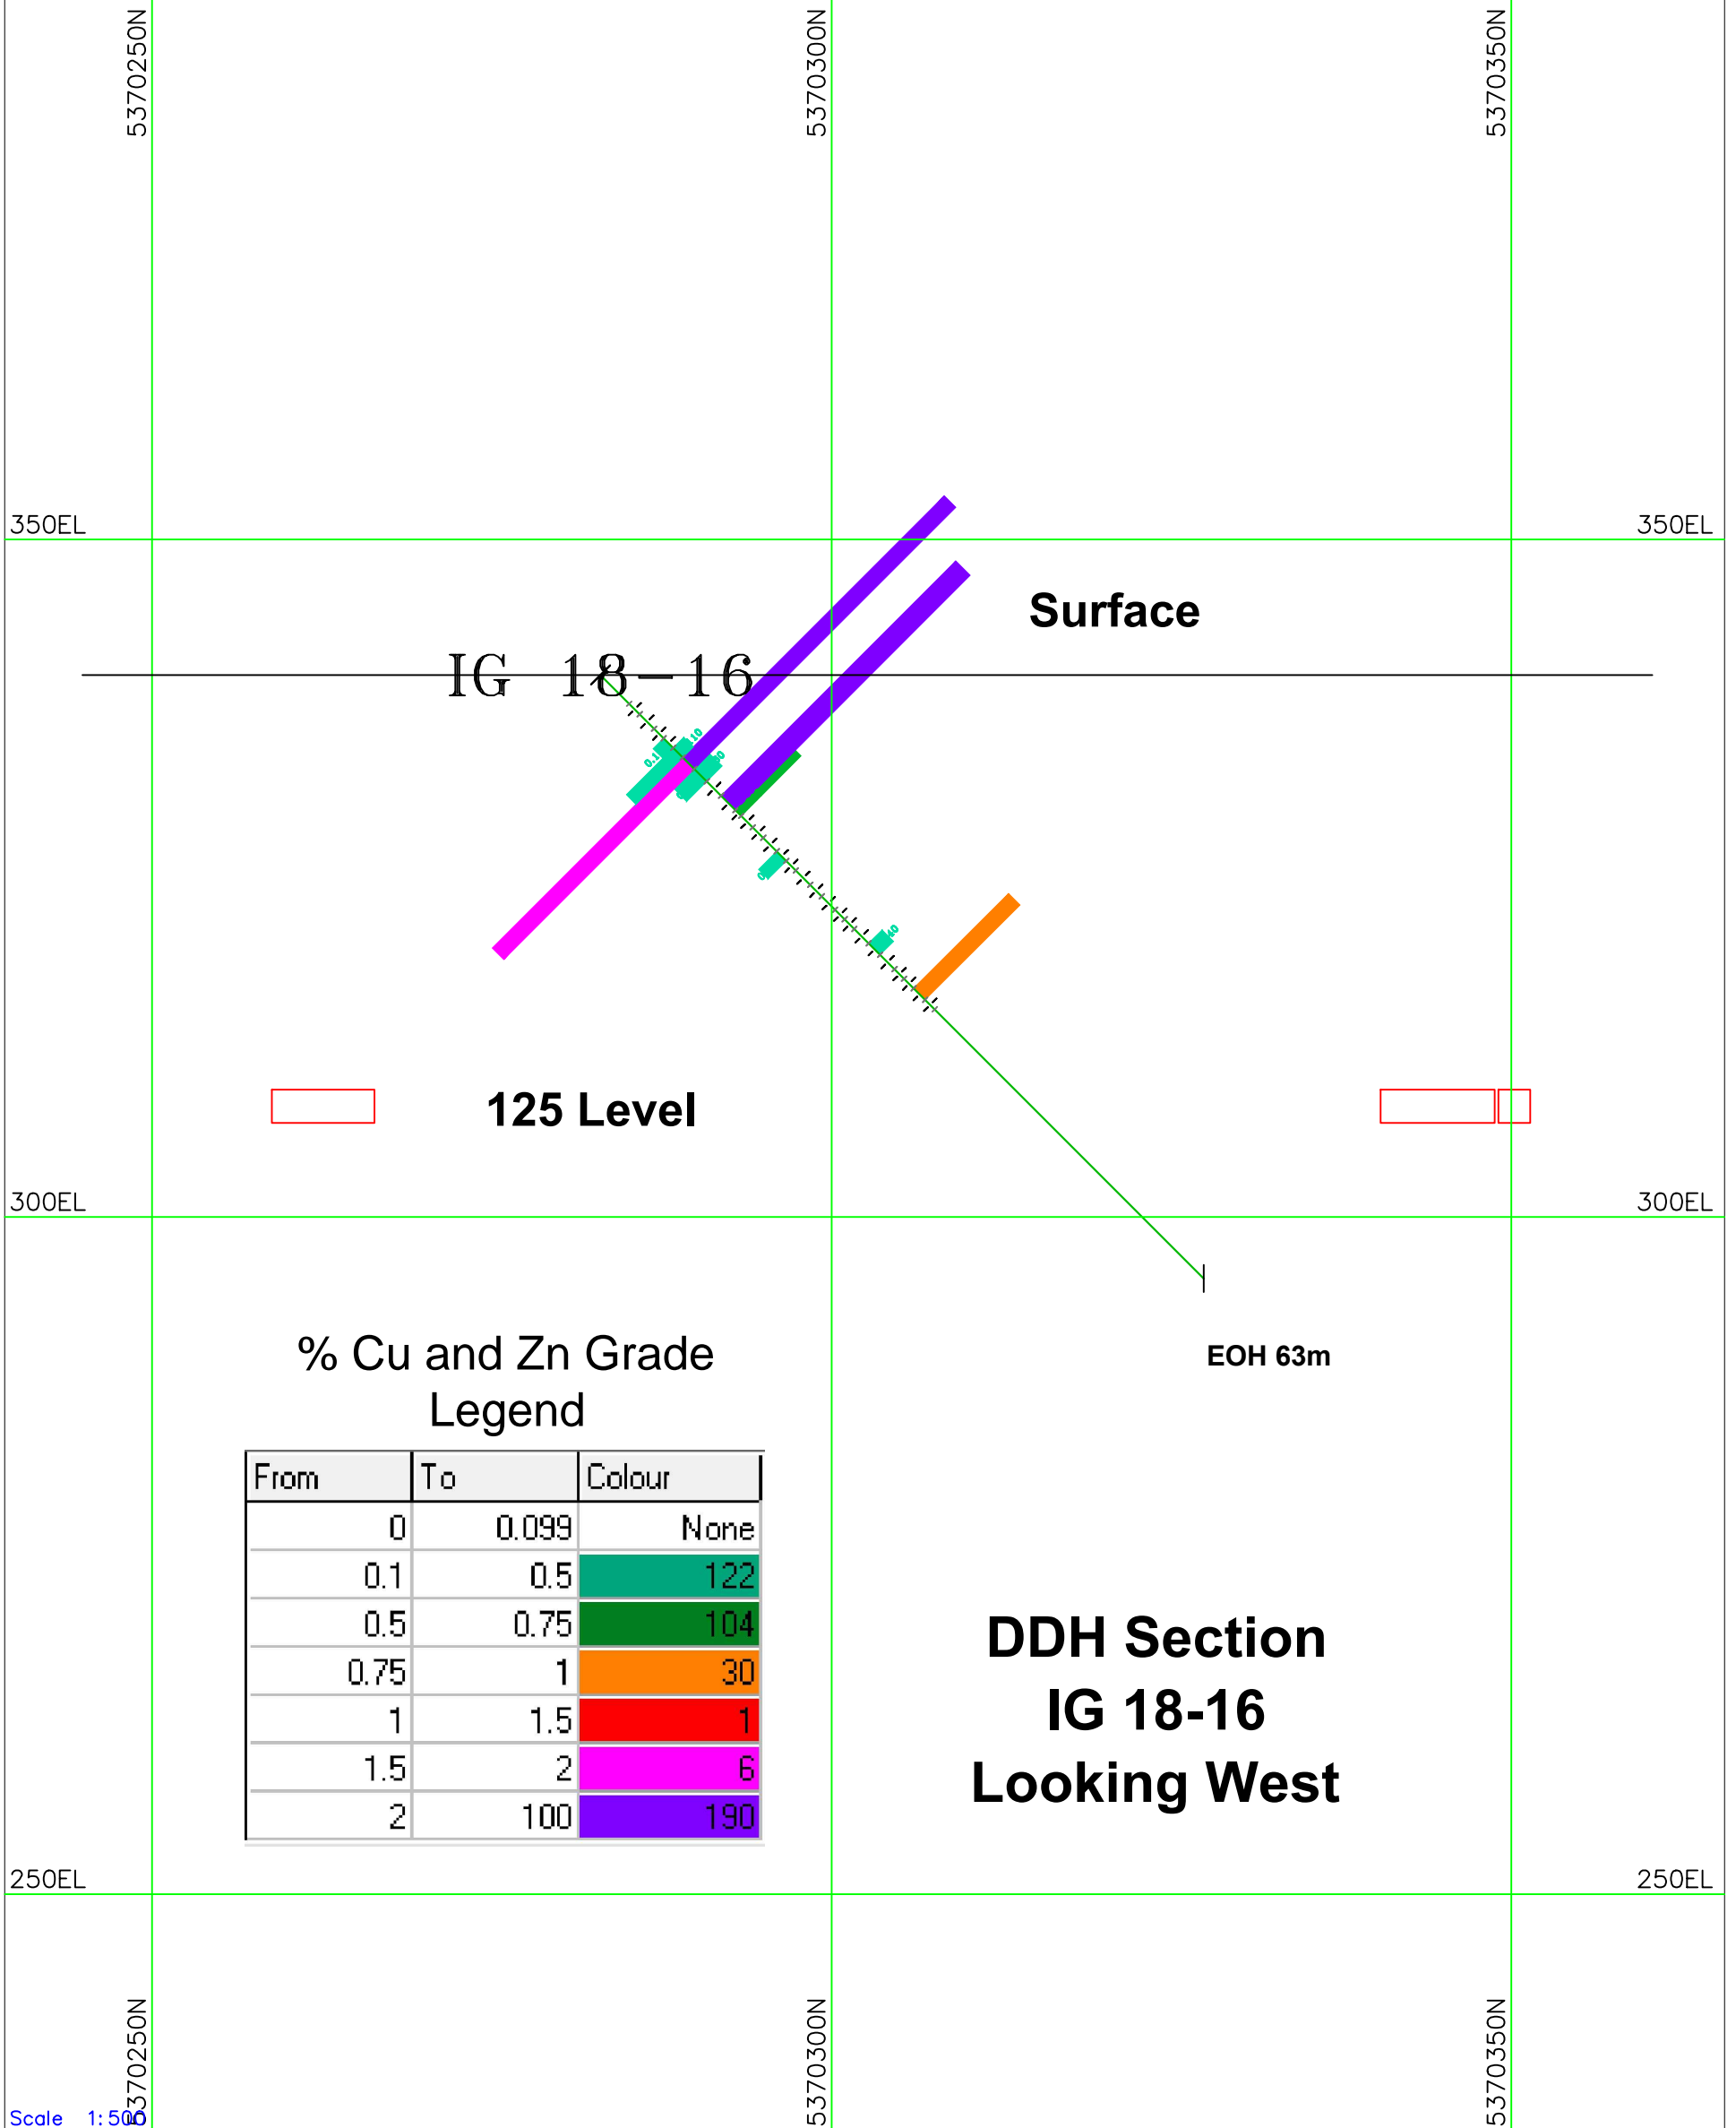 5370250N
5370300N
5370350N
350EL
350EL
Surface
IG 18-16
125 Level
300EL
300EL
EOH 63m
% Cu and Zn Grade
Legend
From To Colour
0 0.099 None
0.1 0.5 122
0.5 0.75 104
0.75 1 30
1 1.5 1
1.5 2 6
2 100 190
DDH Section
IG 18-16
Looking West
250EL
250EL
5370250N
5370300N
5370350N
Scale 1:500